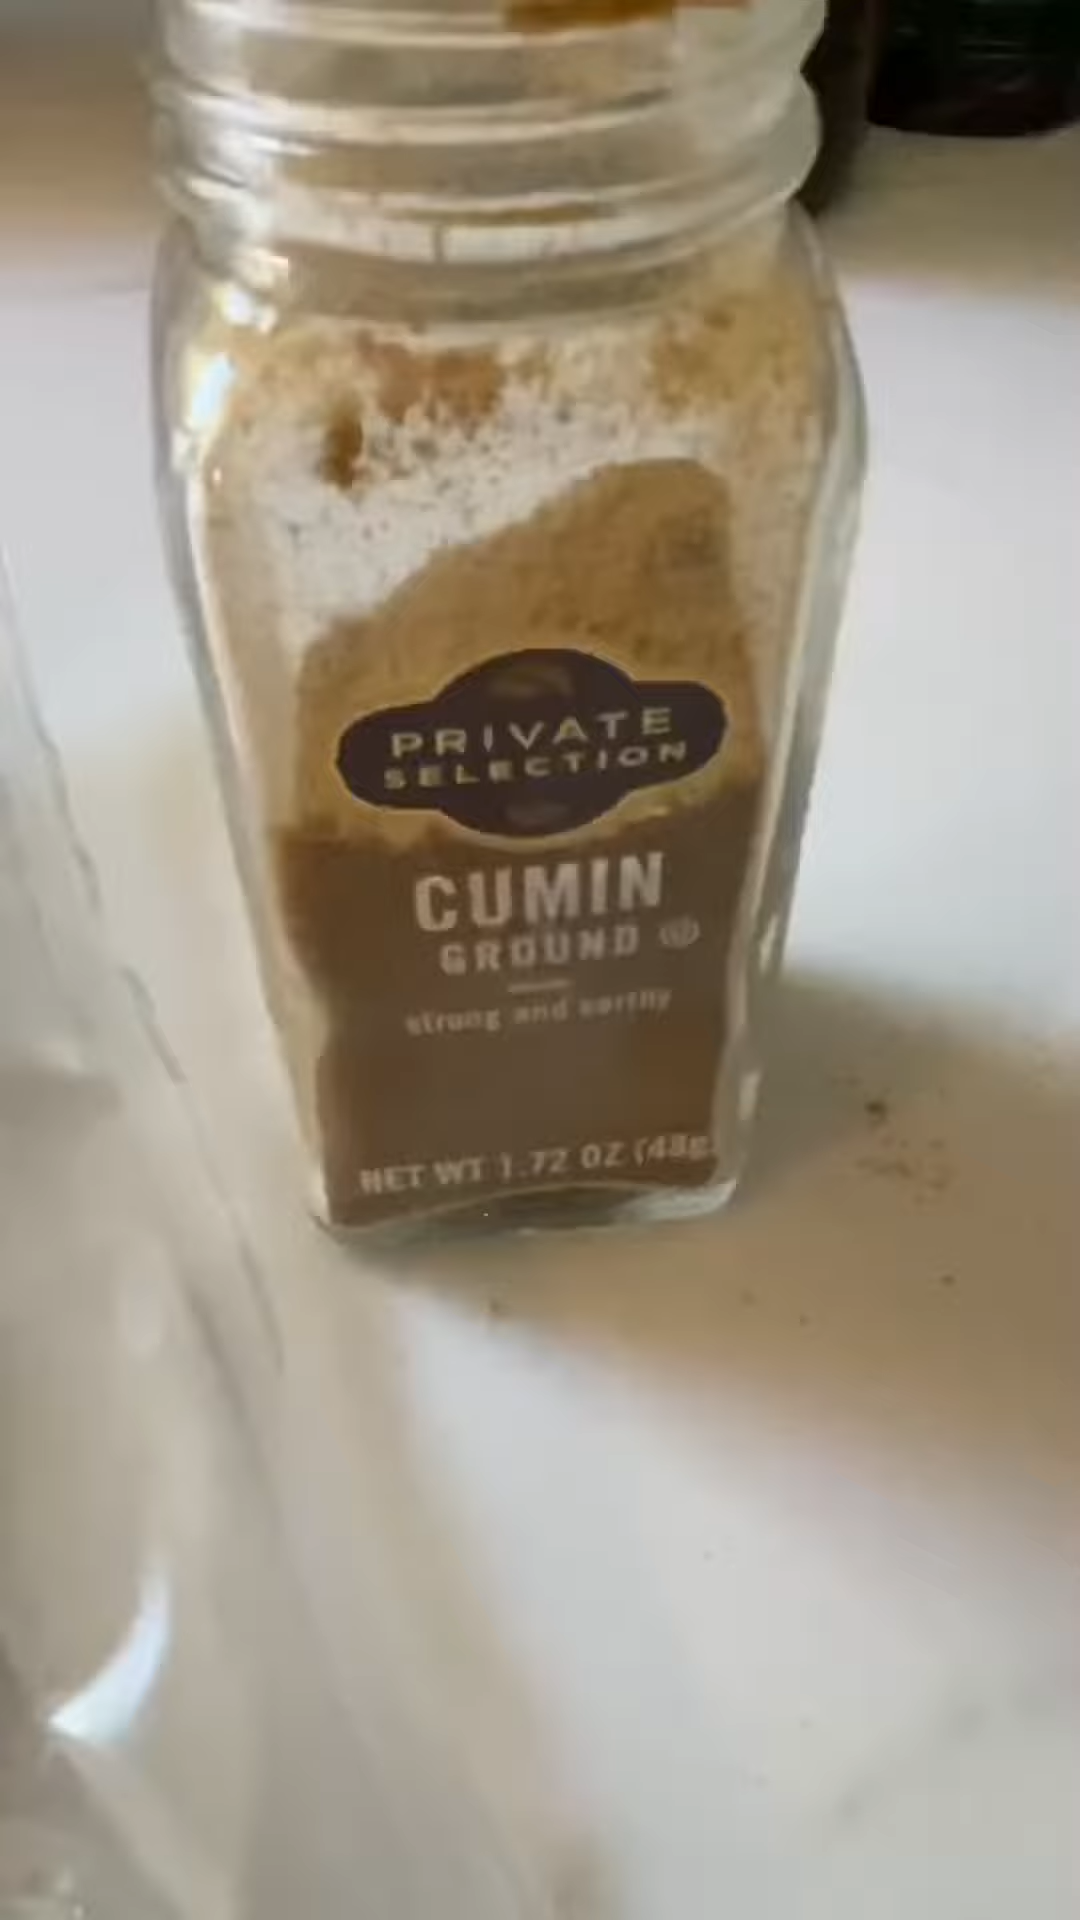 PRIVATE
SELECTION
CUMIN
GROUND
strong and earthy
NET WT 1.72 OZ (48g)